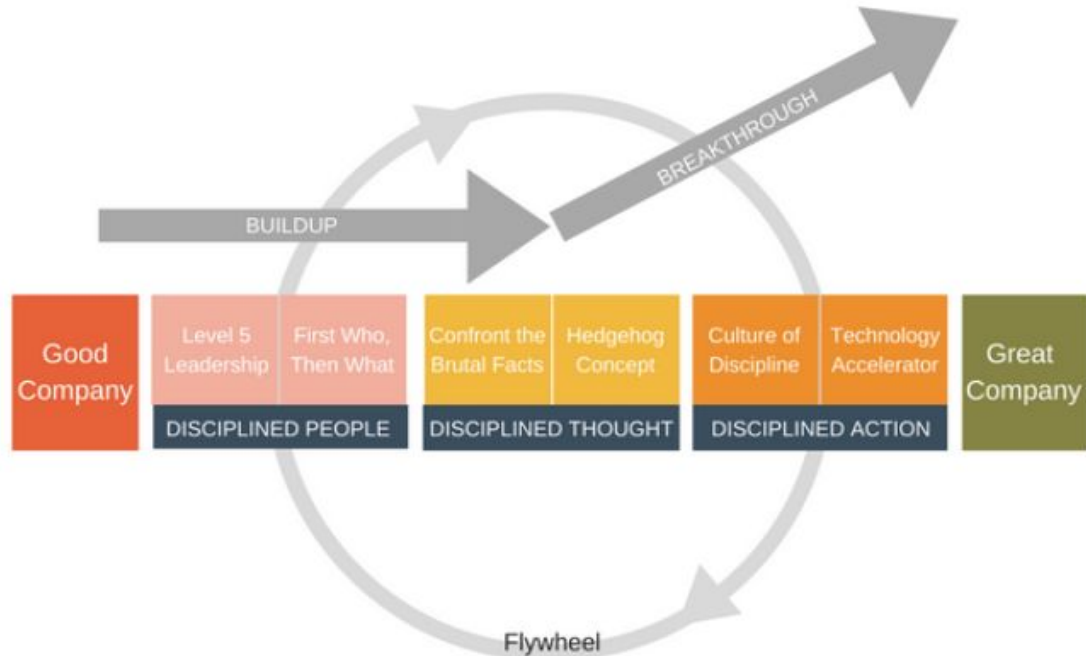 BREAKTHROUGH
BUILDUP
Good
Company
Level 5
Leadership
First Who,
Then What
Confront the
Brutal Facts
Hedgehog
Concept
Culture of
Discipline
Technology
Accelerator
Great
Company
DISCIPLINED PEOPLE
DISCIPLINED THOUGHT
DISCIPLINED ACTION
Flywheel